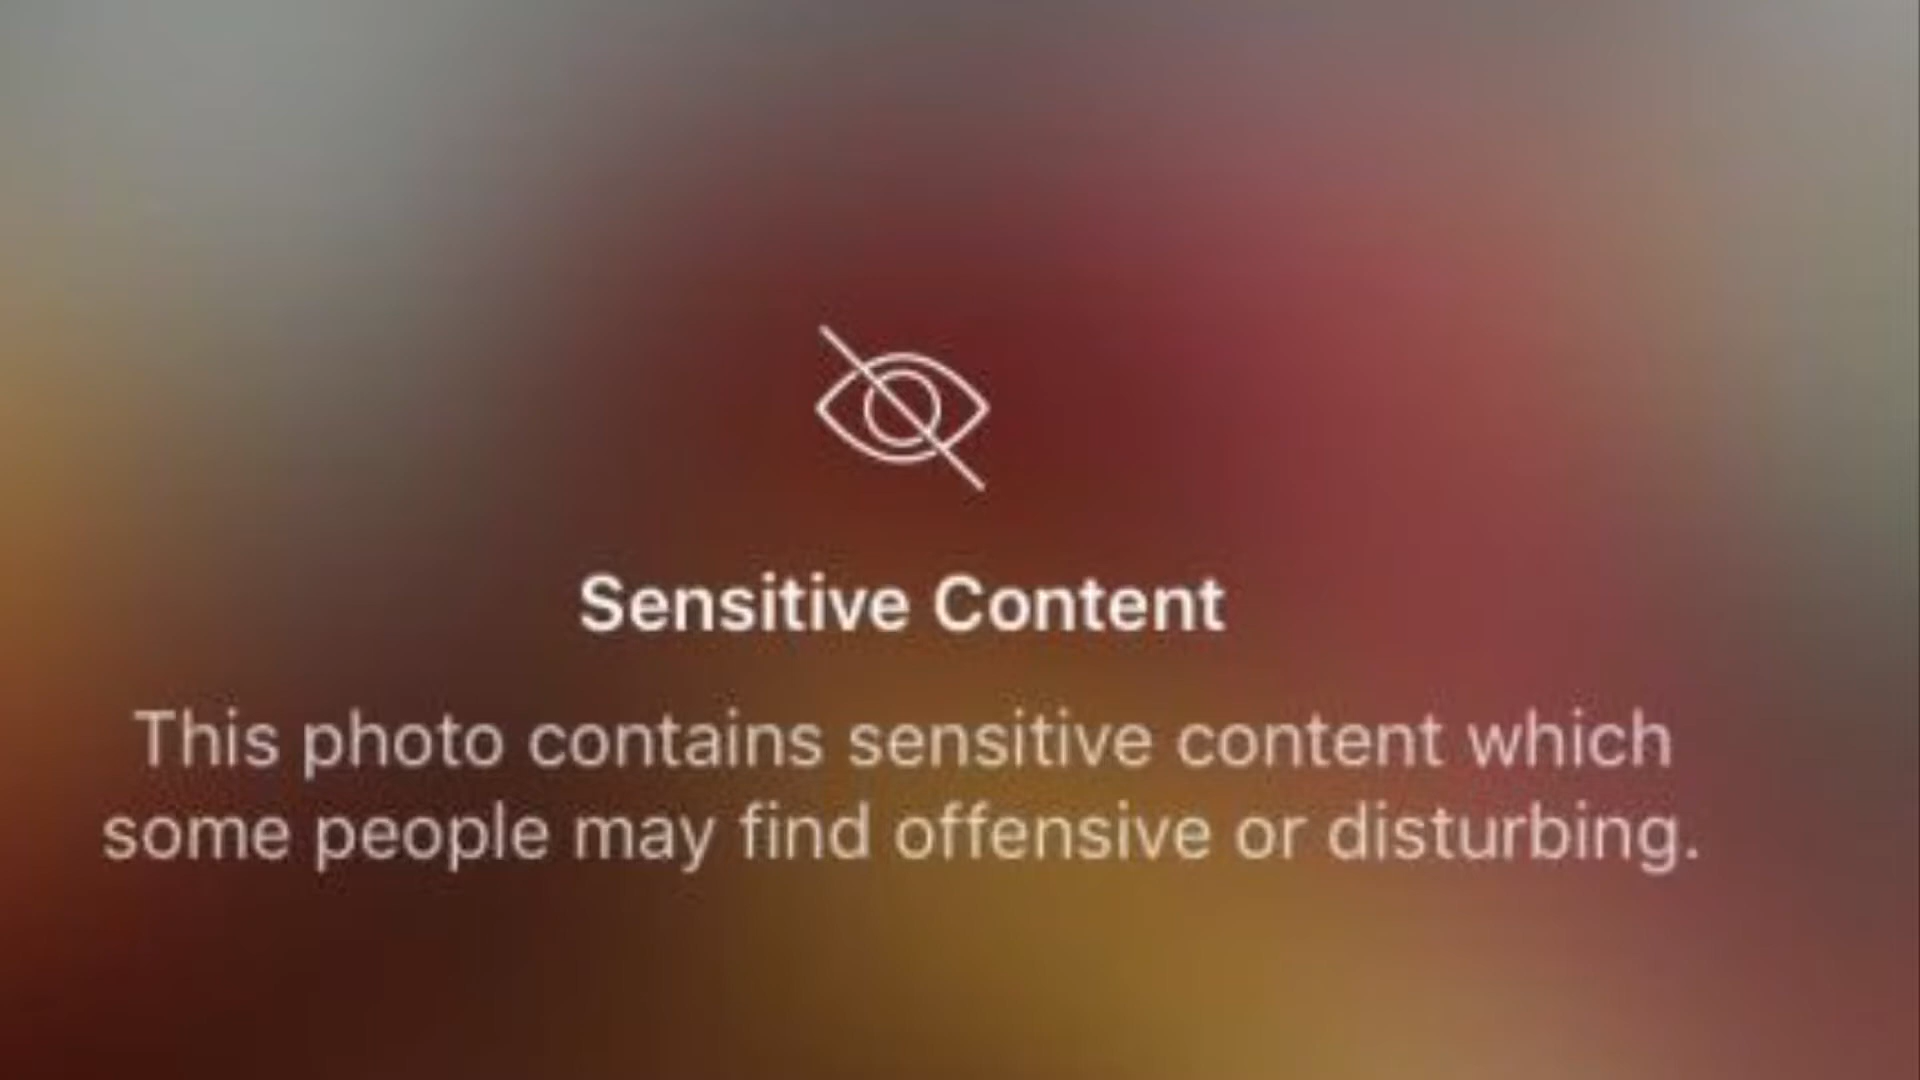 Sensitive Content
This photo contains sensitive content which
some people may find offensive or disturbing.